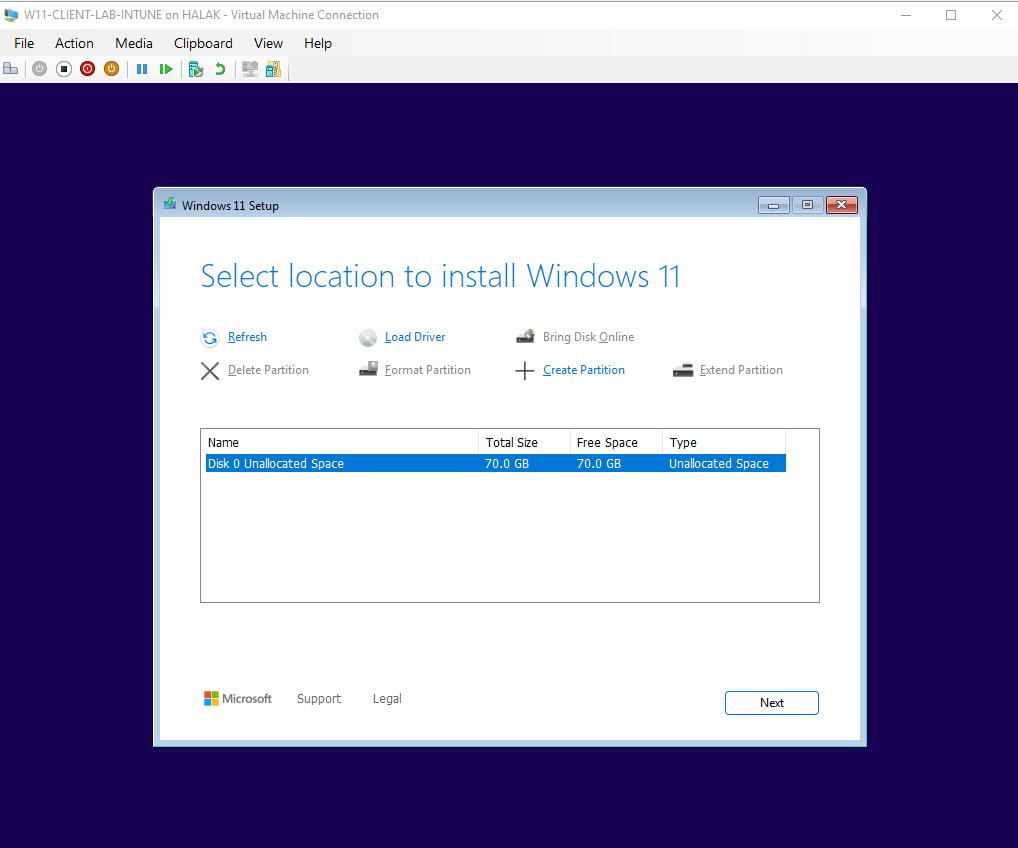 W11-CLIENT-LAB-INTUNE on HALAK - Virtual Machine Connection
File Action Media Clipboard View Help
Windows 11 Setup
Select location to install Windows 11
Refresh Load Driver Bring Disk Online
Delete Partition Format Partition Create Partition Extend Partition
Name Total Size Free Space Type
Disk 0 Unallocated Space 70.0 GB 70.0 GB Unallocated Space
Microsoft Support Legal Next